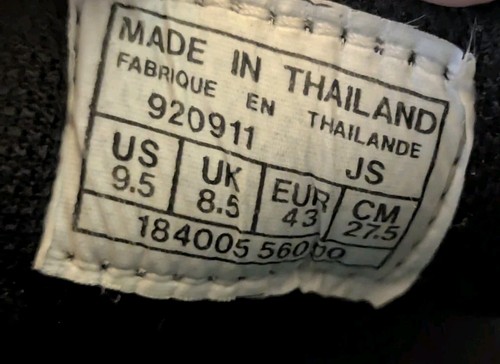 MADE IN THAILAND
FABRIQUE EN THAILANDE
920911 JS
US UK EUR CM
9.5 8.5 43 27.5
184005 56000